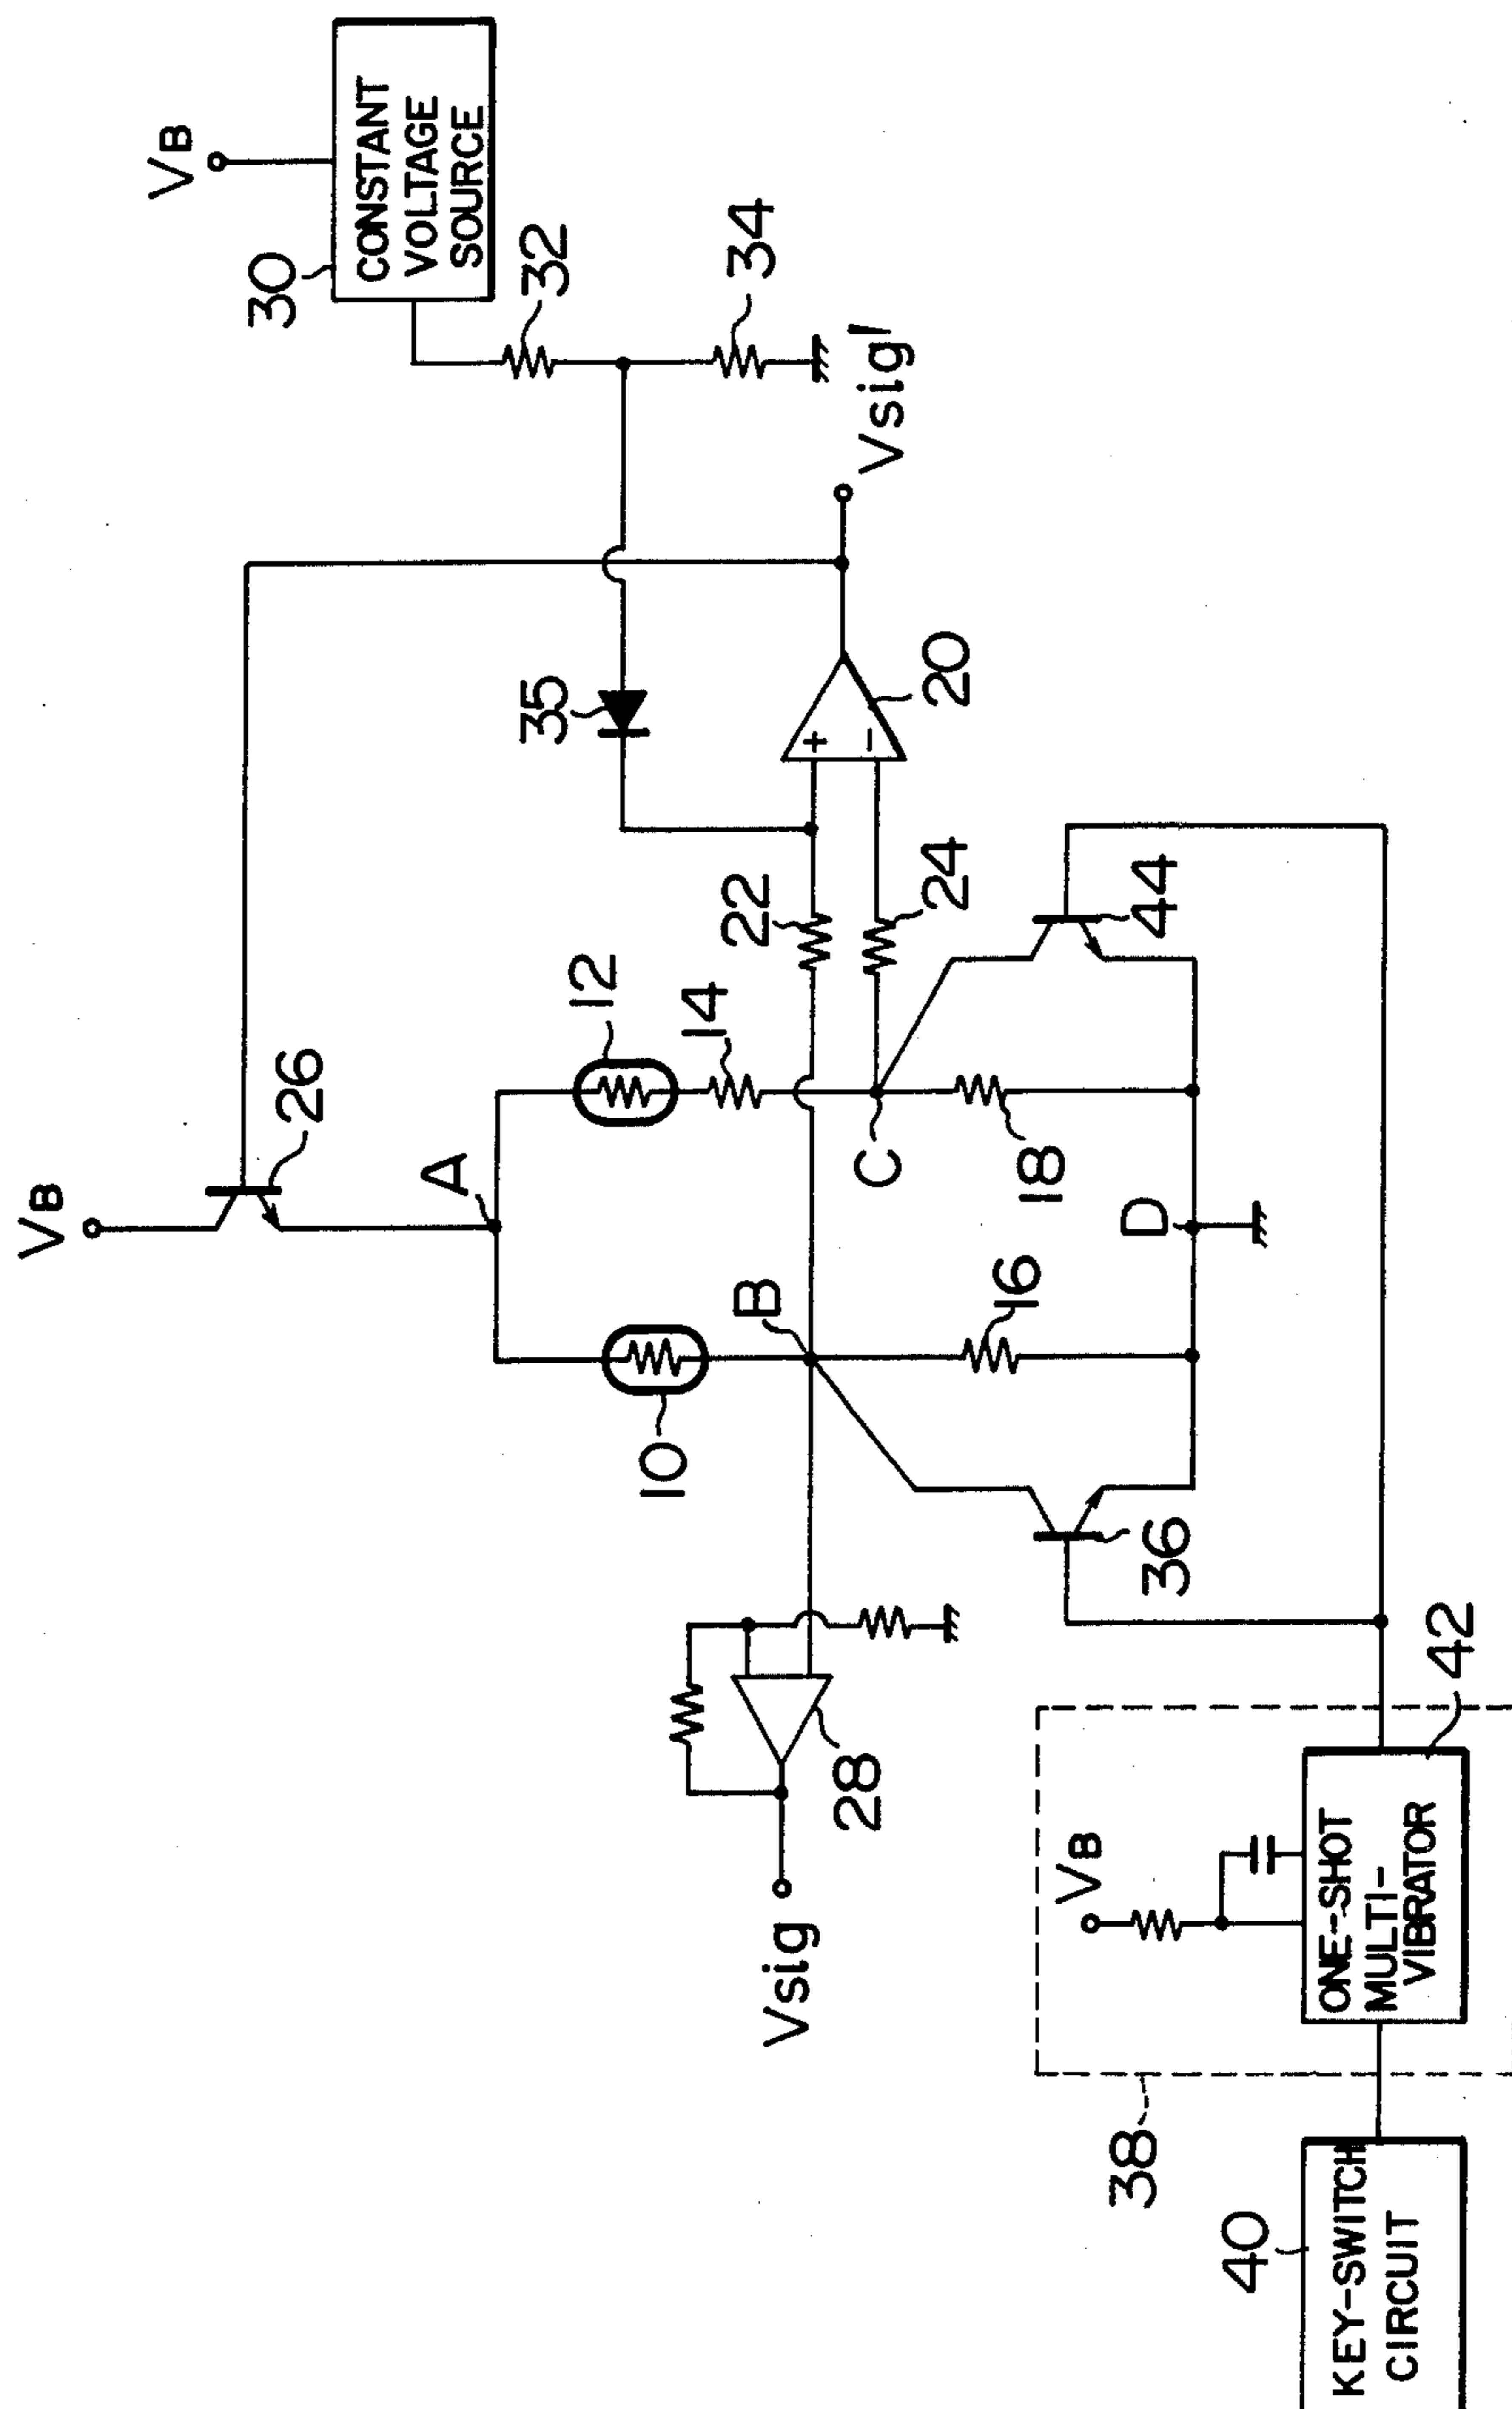 VB
30
CONSTANT
VOLTAGE
SOURCE
32
34
Vsig'
35
20
VB
26
A
12
14
22
24
44
C
18
D
10
B
16
36
28
Vsig
38
VB
42
ONE-SHOT
MULTI-
VIBRATOR
40
KEY-SWITCH
CIRCUIT
+
−